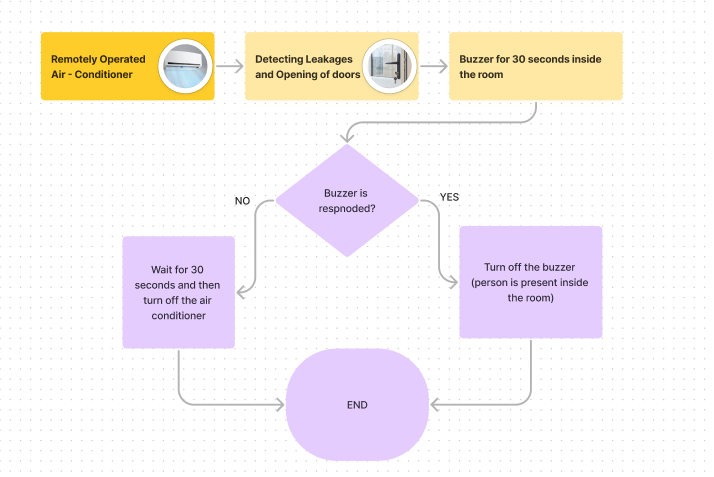 Remotely Operated
Air - Conditioner
Detecting Leakages
and Opening of doors
Buzzer for 30 seconds inside
the room
Buzzer is
respnoded?
NO
YES
Wait for 30
seconds and then
turn off the air
conditioner
Turn off the buzzer
(person is present inside
the room)
END